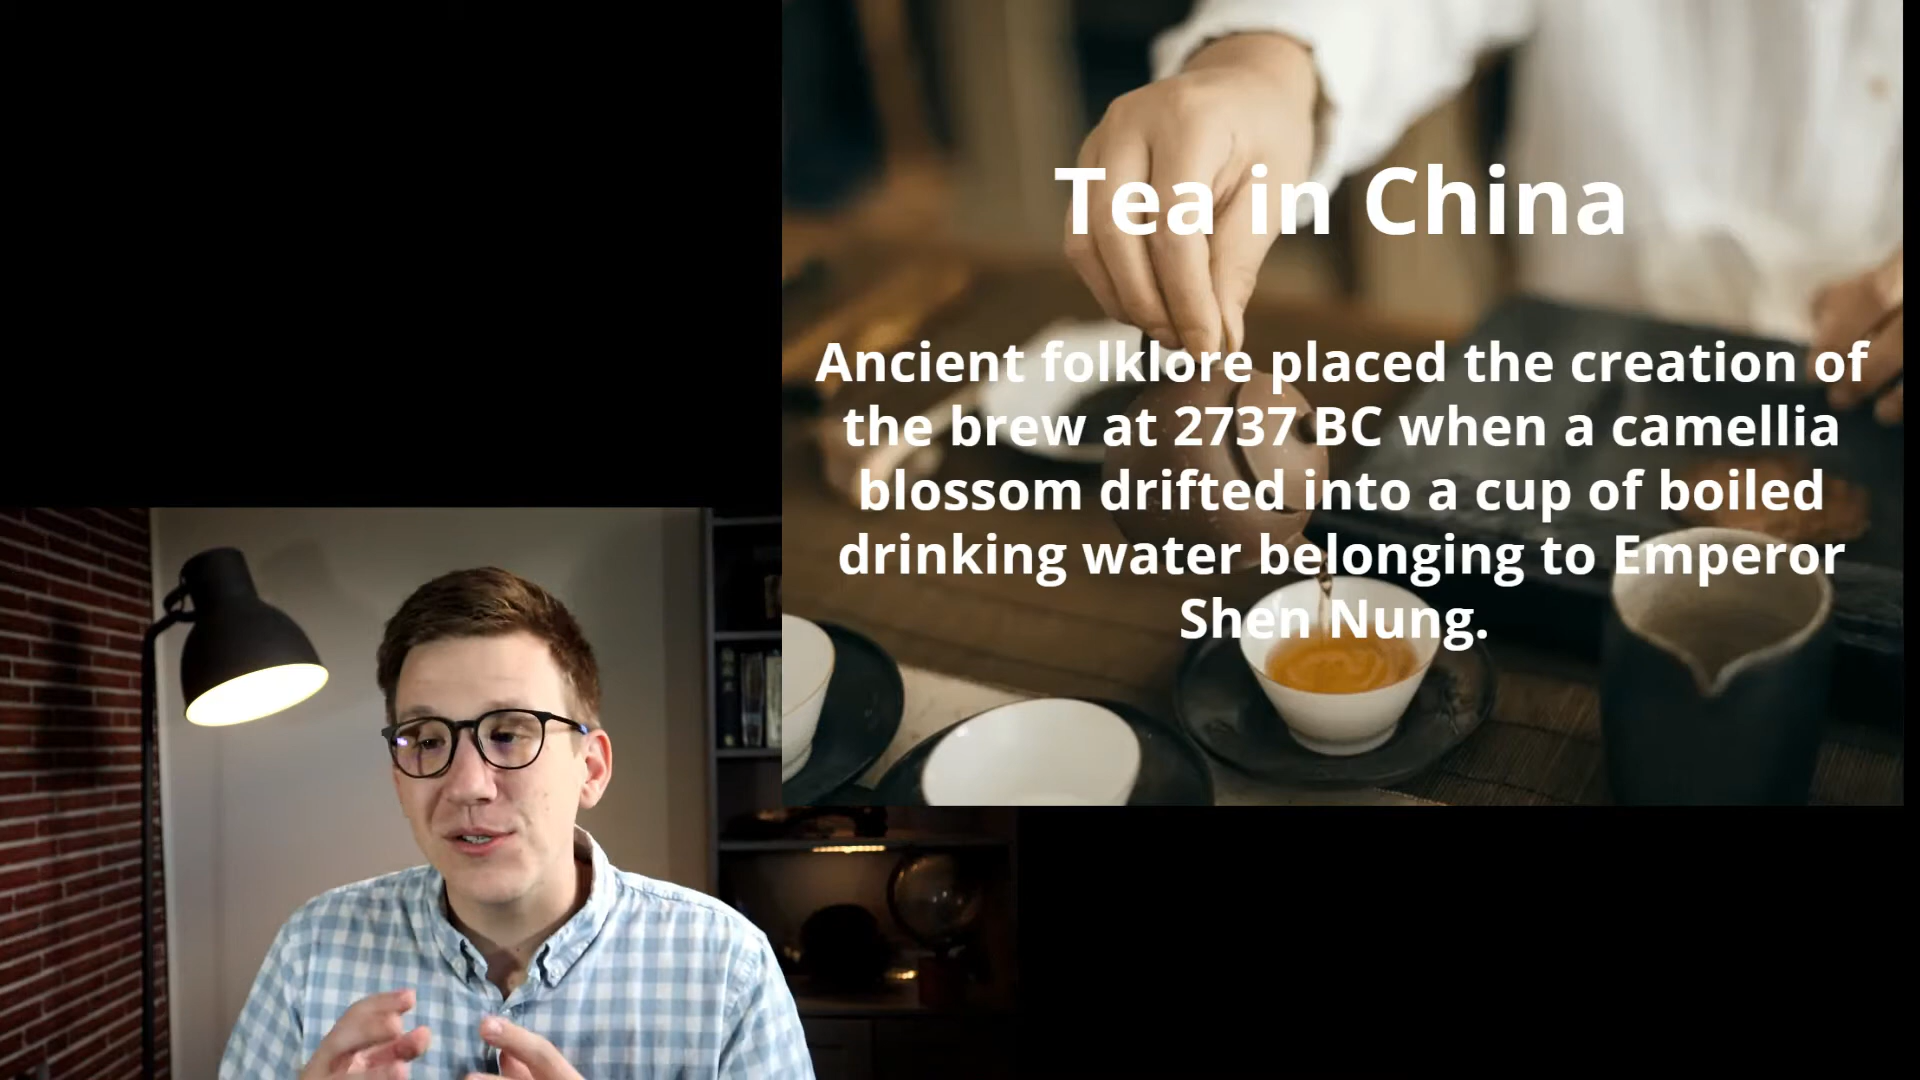 Tea in China
Ancient folklore placed the creation of
the brew at 2737 BC when a camellia
blossom drifted into a cup of boiled
drinking water belonging to Emperor
Shen Nung.